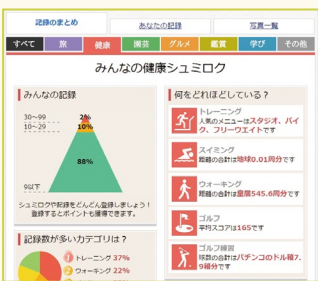 記録のまとめ
あなたの記録
写真一覧
すべて
旅
健康
園芸
グルメ
鑑賞
学び
その他
みんなの健康シュミロク
みんなの記録
30〜99
2%
10〜29
10%
88%
9以下
シュミロクや記録をどんどん登録しましょう！
登録するとポイントも獲得できます。
記録数が多いカテゴリは？
1 トレーニング 37%
2 ウォーキング 22%
何をどれほどしている？
トレーニング
人気のメニューはスタジオ、バイ
ク、フリーウエイトです
スイミング
距離の合計は地球0.01周分です
ウォーキング
距離の合計は皇居545.6周分です
ゴルフ
平均スコアは165です
ゴルフ練習
球数の合計はパチンコのドル箱7.
9箱分です